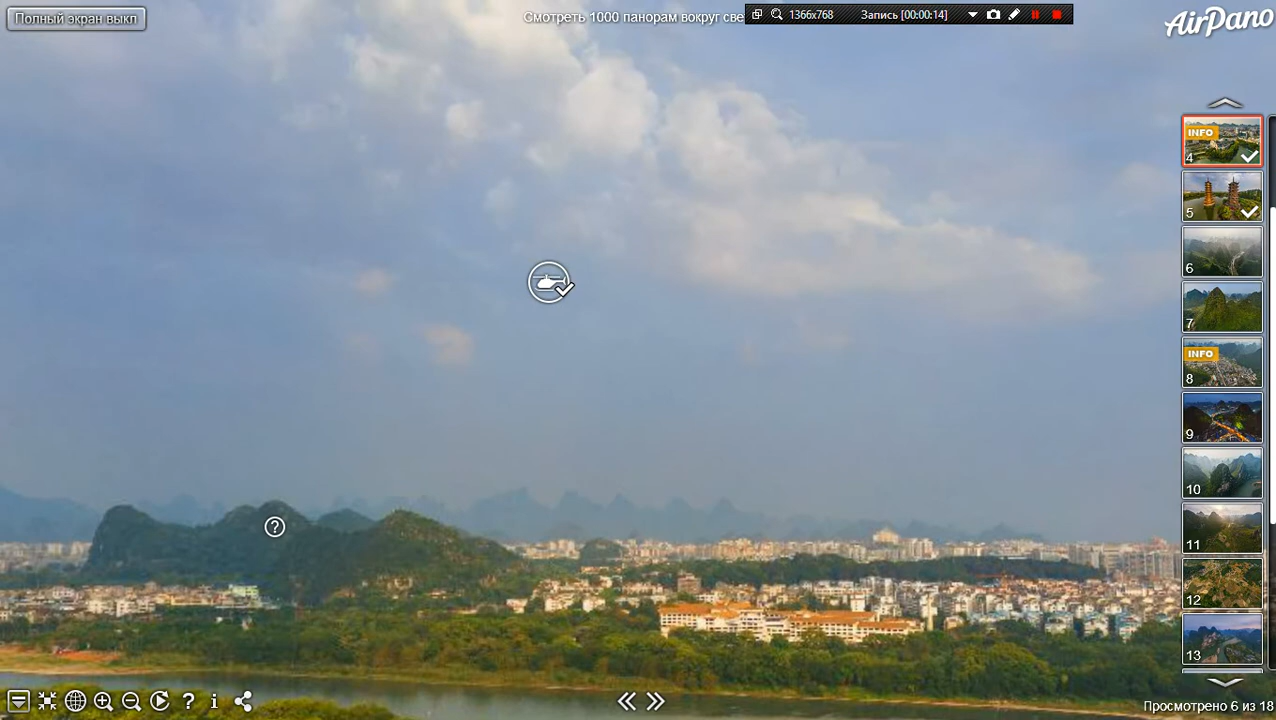 Полный экран выкл
Смотреть 1000 панорам вокруг све
1366x768
Запись [00:00:14]
AirPano
INFO
4
5
6
7
INFO
8
9
10
11
12
13
?
?
i
Просмотрено 6 из 18